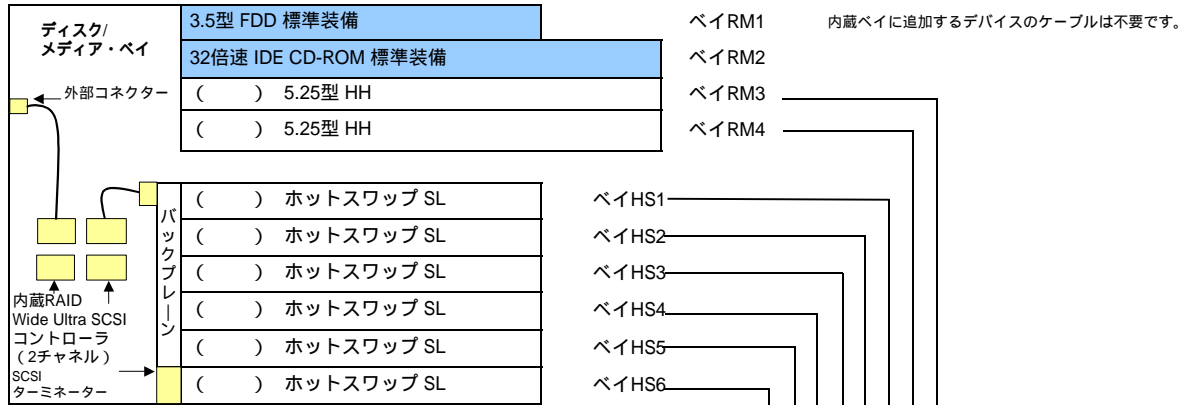 ディスク/
メディア・ベイ
3.5型 FDD 標準装備
ベイRM1
内蔵ベイに追加するデバイスのケーブルは不要です。
32倍速 IDE CD-ROM 標準装備
ベイRM2
外部コネクター
(　　) 5.25型 HH
ベイRM3
(　　) 5.25型 HH
ベイRM4
バックプレーン
(　　) ホットスワップ SL
ベイHS1
(　　) ホットスワップ SL
ベイHS2
(　　) ホットスワップ SL
ベイHS3
(　　) ホットスワップ SL
ベイHS4
(　　) ホットスワップ SL
ベイHS5
(　　) ホットスワップ SL
ベイHS6
内蔵RAID
Wide Ultra SCSI
コントローラ
(2チャネル)
SCSI
ターミネーター